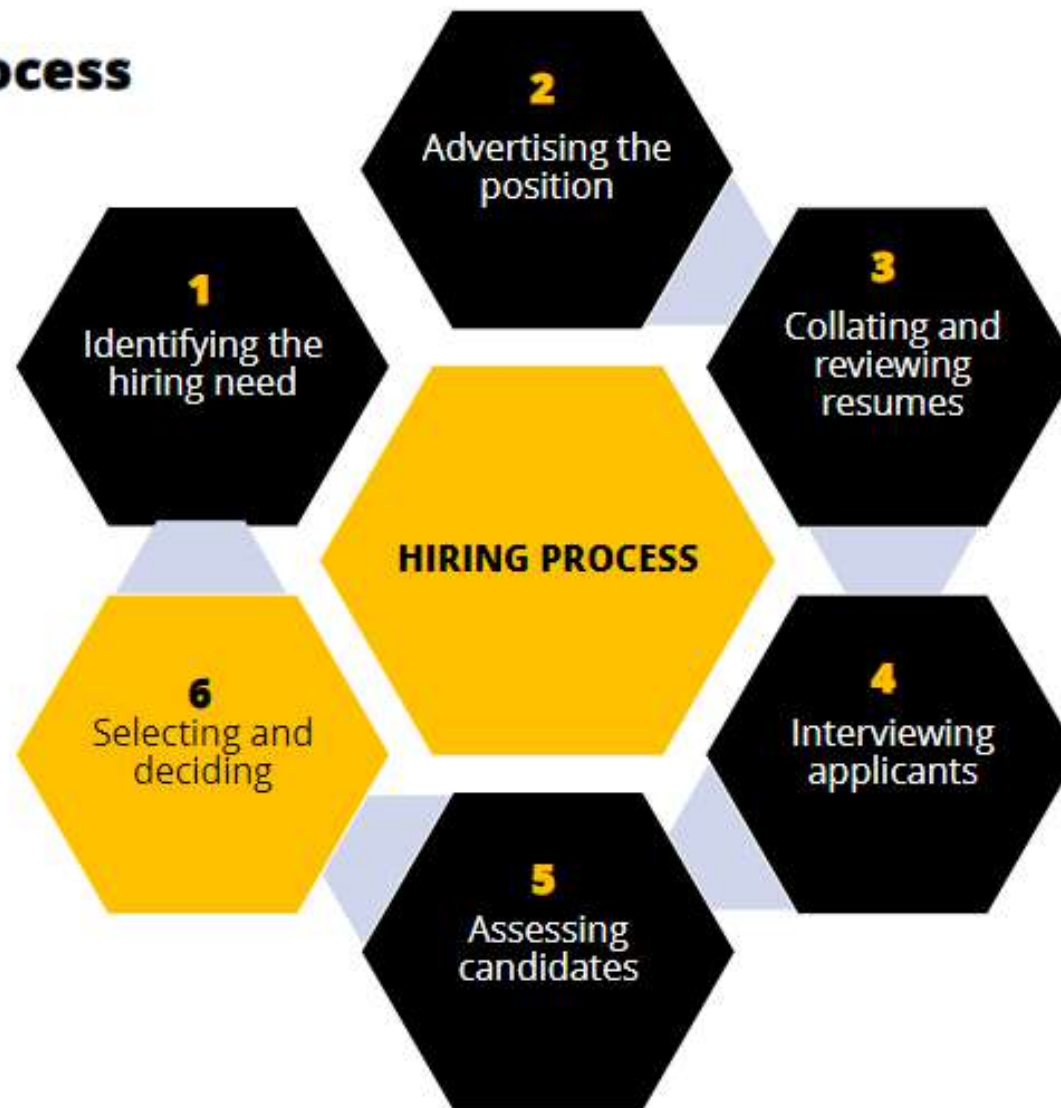 ocess
1
Identifying the
hiring need
2
Advertising the
position
3
Collating and
reviewing
resumes
HIRING PROCESS
4
Interviewing
applicants
5
Assessing
candidates
6
Selecting and
deciding